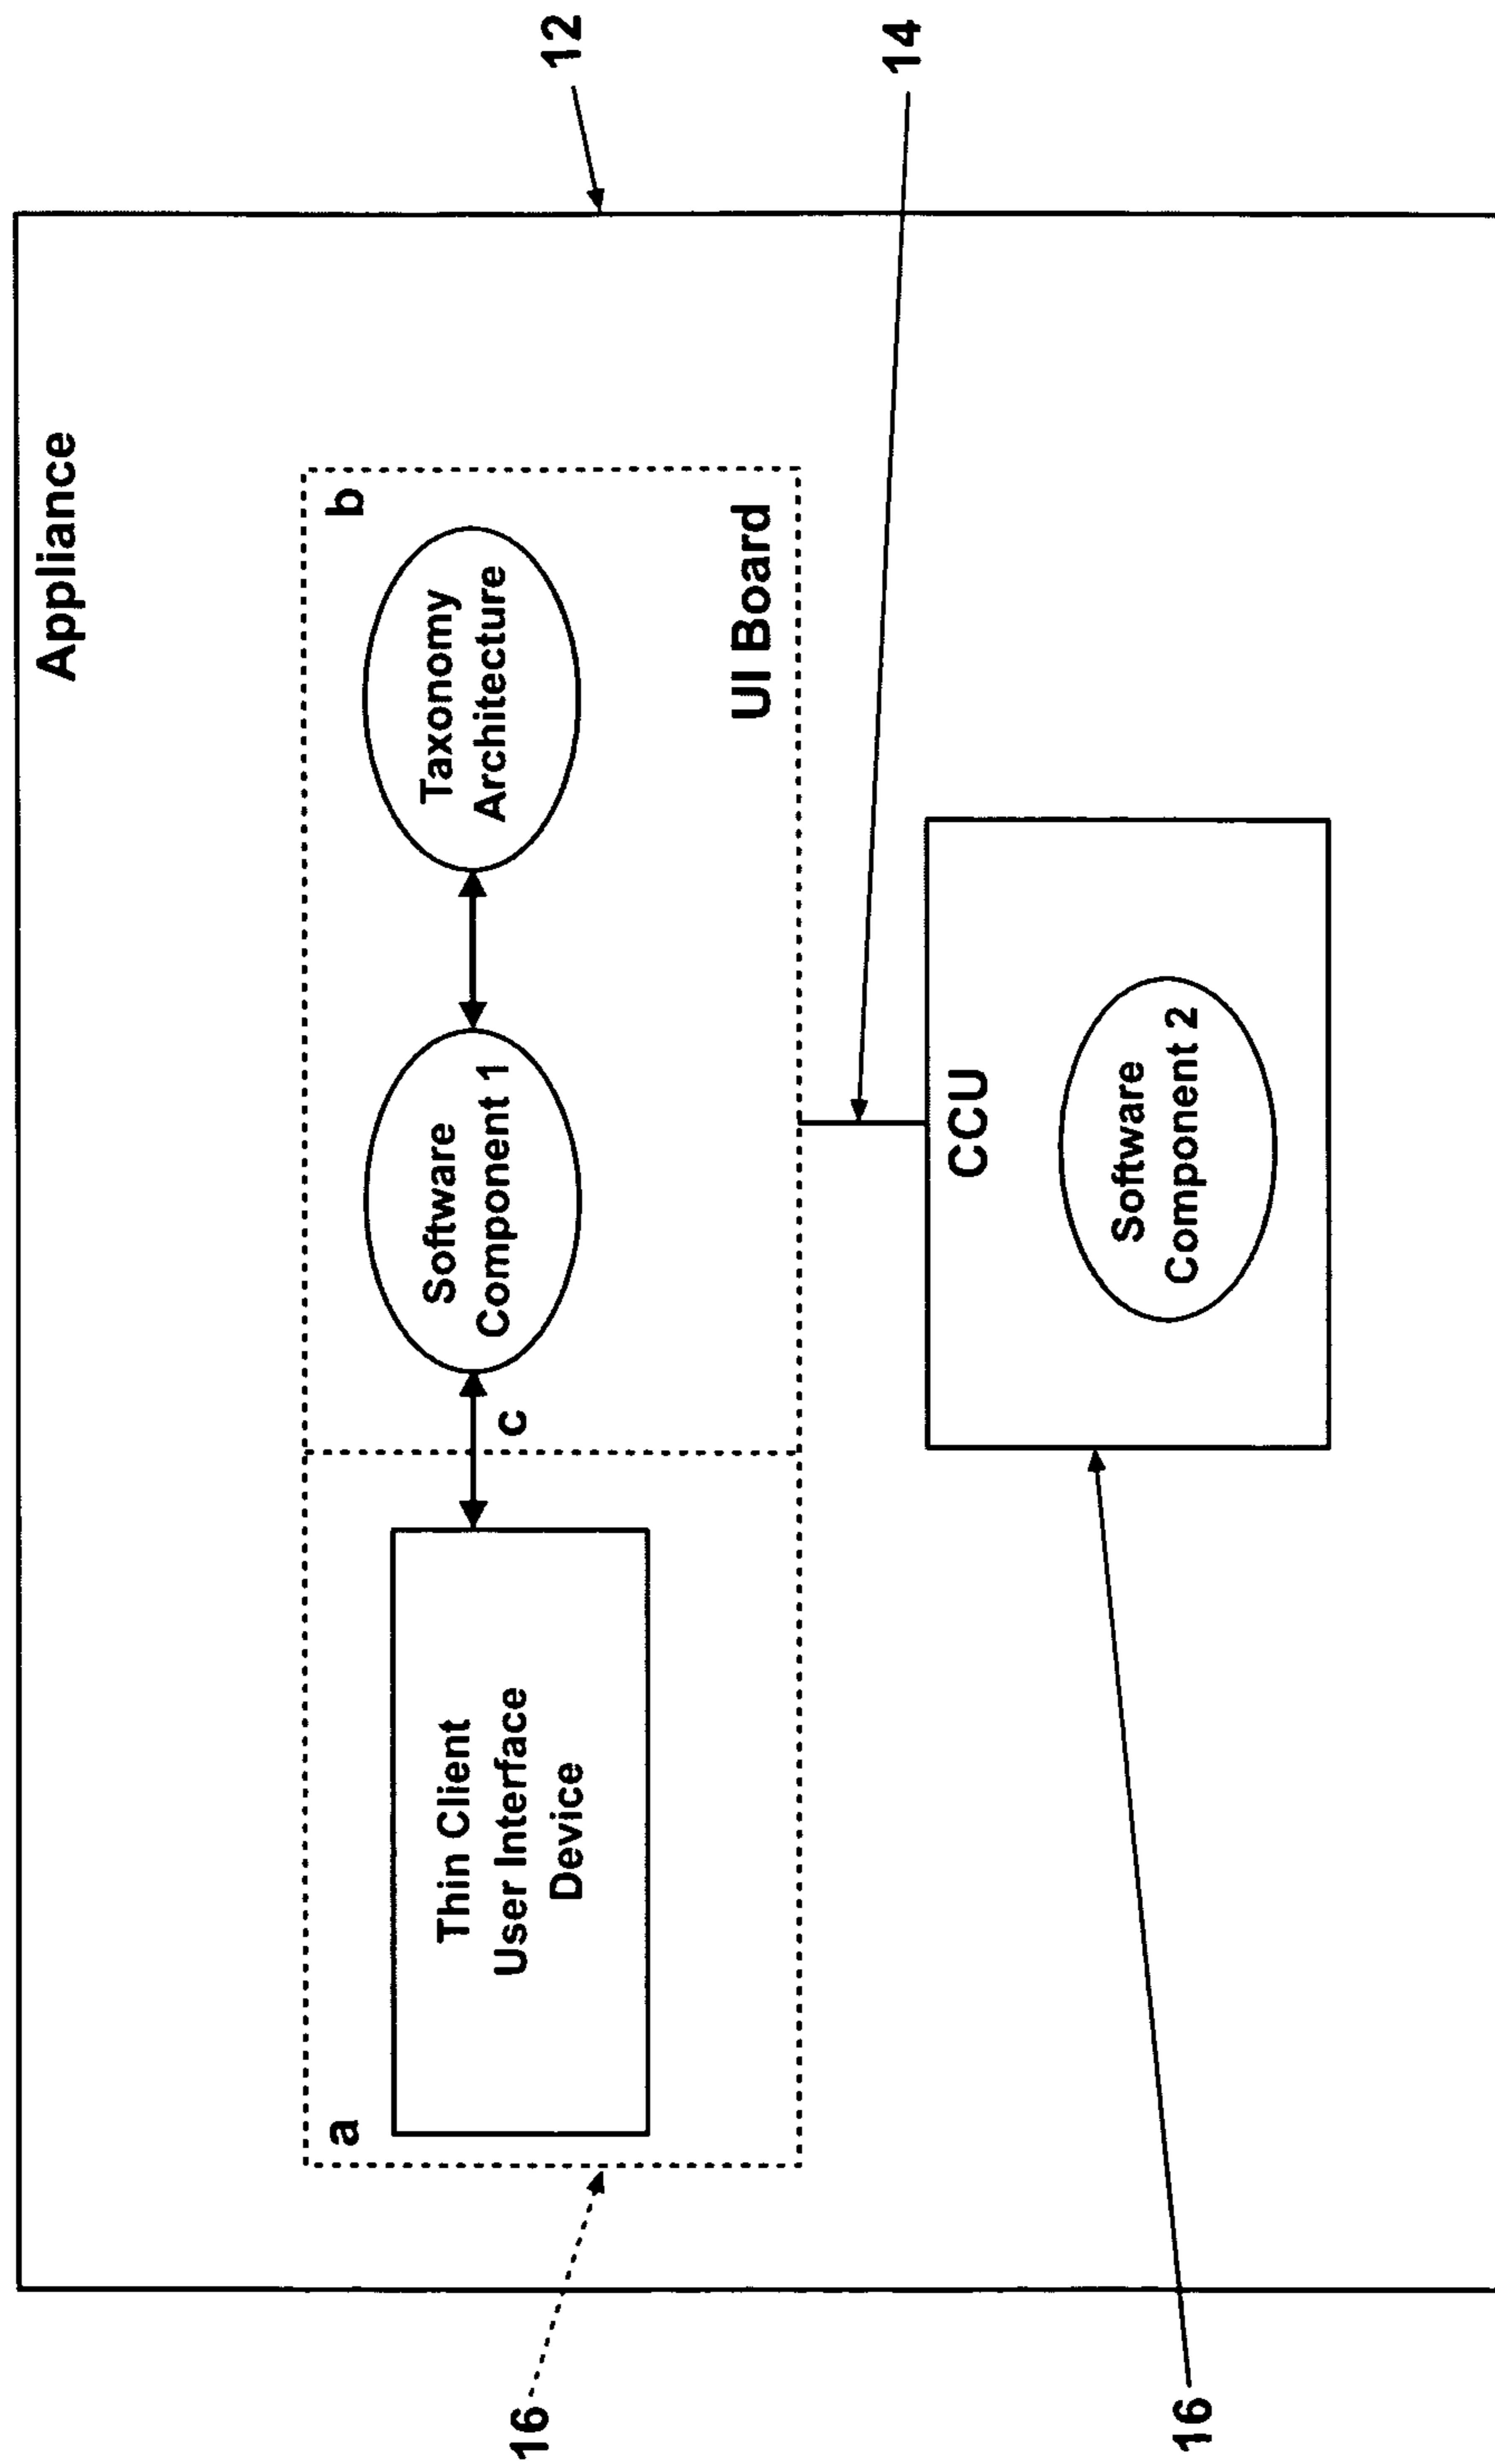 Appliance
12
14
16
a
Thin Client
User Interface
Device
c
Software
Component 1
Taxonomy
Architecture
b
UI Board
CCU
Software
Component 2
16